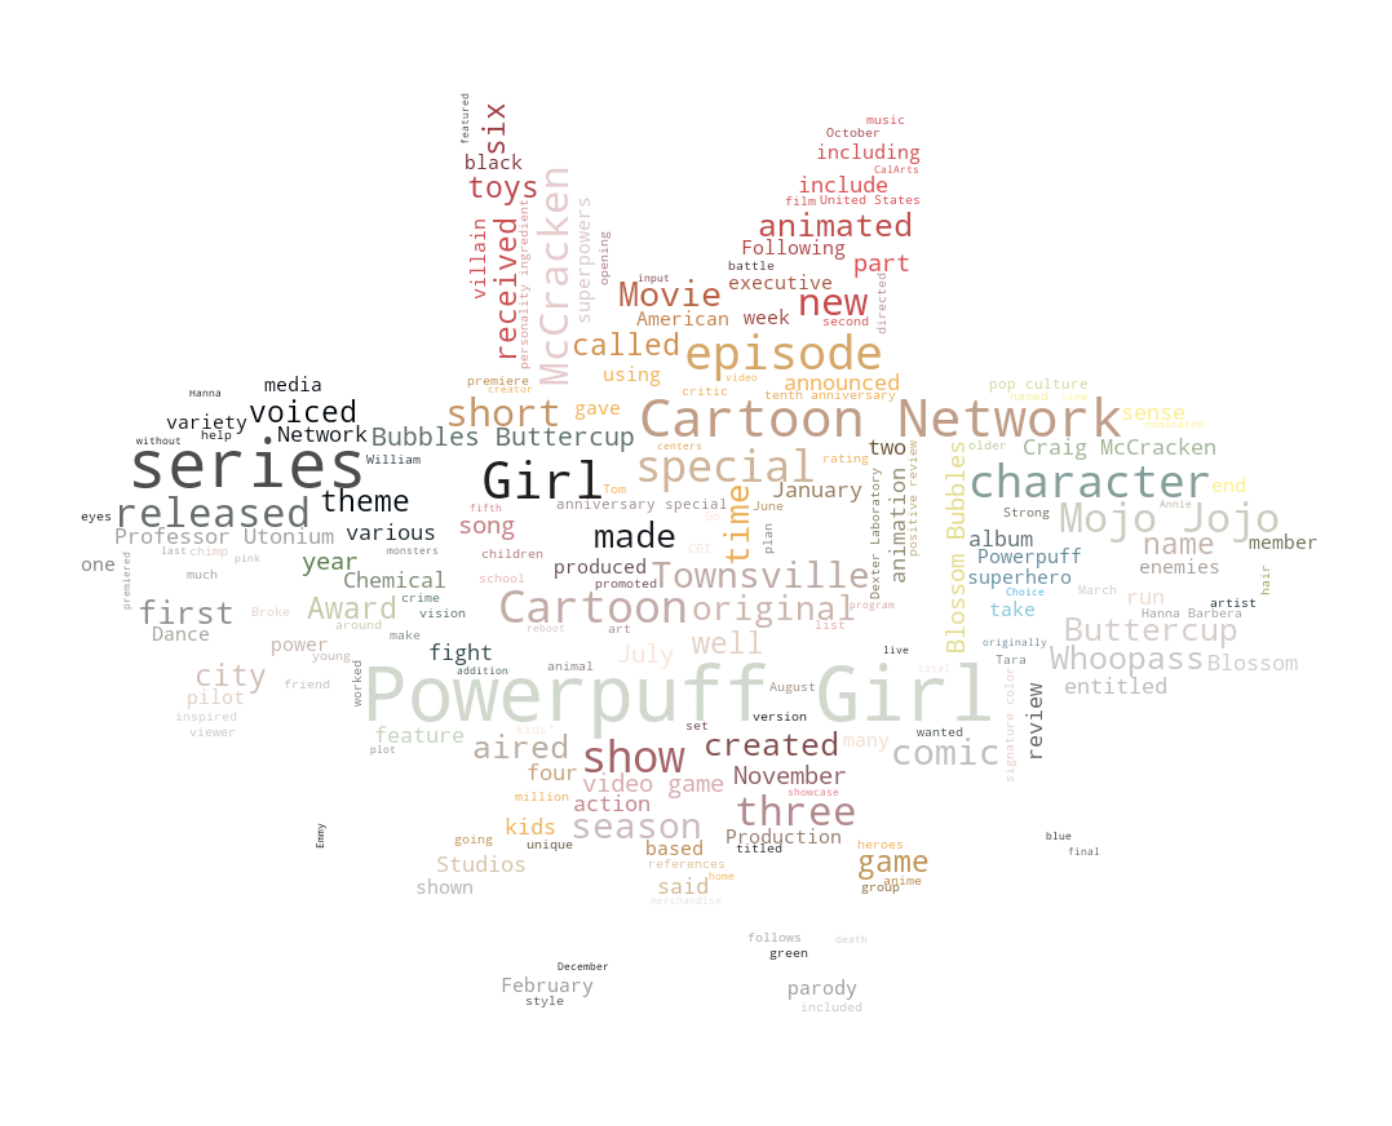 featured
six
black
toys
villain
received
personality ingredient
McCracken
superpowers
opening
music
October
including
CalArts
include
film
United States
animated
Following
part
battle
executive
input
Movie
new
second
directed
American
week
called
episode
premiere
creator
using
critic
video
announced
tenth anniversary
pop culture
named
stew
Hanna
media
variety
voiced
short
gave
Cartoon Network
sense
nominated
without
help
Network
Bubbles Buttercup
centers
rating
two
older
Craig McCracken
series
William
Girl
special
Tom
January
character
end
eyes
released
theme
fifth
anniversary special
Go
time
June
Dexter Laboratory
animation
positive review
Blossom Bubbles
Strong
Annie
Mojo Jojo
Professor Utonium
various
song
made
plan
album
name
member
one
premiered
last
chimp
pink
monsters
year
children
CGI
Powerpuff
enemies
much
Chemical
school
produced
promoted
Townsville
superhero
hair
first
Broke
Award
crime
vision
Cartoon
original
program
Choice
take
March
run
artist
Hanna Barbera
Dance
around
make
reboot
art
list
Buttercup
power
young
fight
July
well
live
originally
Tara
Whoopass
Blossom
city
friend
worked
addition
animal
total
entitled
pilot
Powerpuff Girl
August
signature color
review
inspired
viewer
feature
plot
kids'
set
version
wanted
aired
show
created
many
comic
four
video game
November
million
action
showcase
three
kids
season
Production
Emmy
going
unique
based
titled
heroes
blue
final
Studios
references
game
shown
said
home
group
anime
merchandise
follows
death
green
December
February
style
parody
included